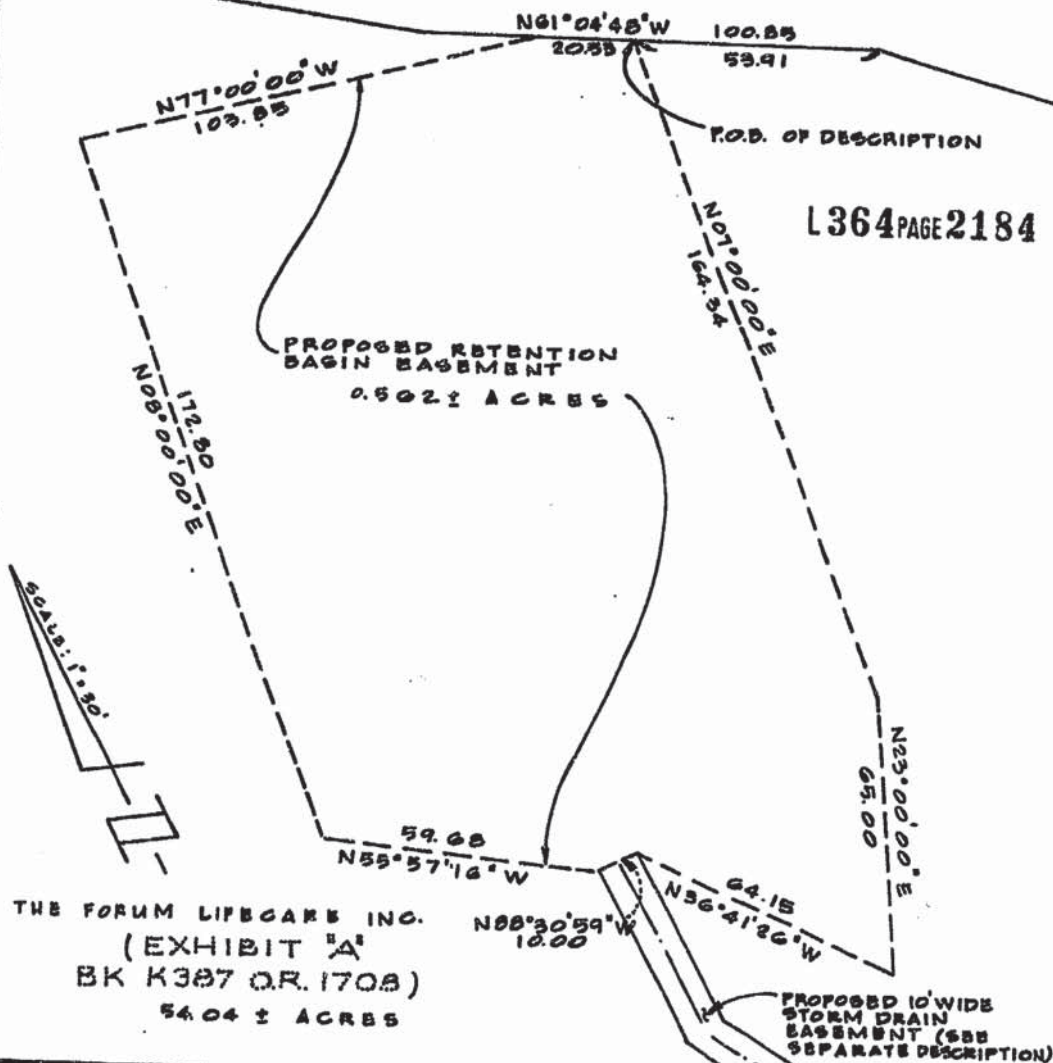 N61°04'48"W
20.53
100.85
53.91
N77°00'00"W
103.85
P.O.B. OF DESCRIPTION
L364PAGE2184
N07°00'00"E
164.34
PROPOSED RETENTION
BASIN EASEMENT
0.562± ACRES
172.80
N08°00'00"E
SCALE: 1"=30'
N23°00'00"E
65.00
59.68
N55°57'16"W
N88°30'59"W
10.00
64.15
N36°41'26"W
THE FORUM LIFECARE INC.
(EXHIBIT "A"
BK K387 O.R. 1708)
54.04 ± ACRES
PROPOSED 10' WIDE
STORM DRAIN
EASEMENT (SEE
SEPARATE DESCRIPTION)